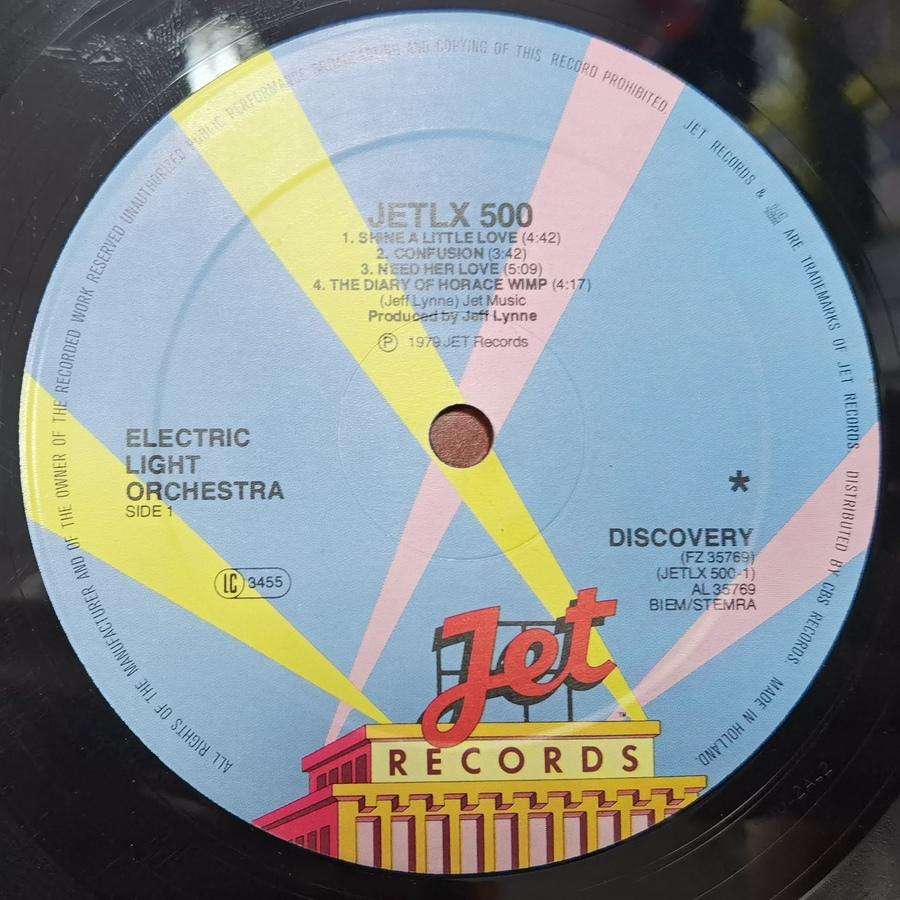 ALL RIGHTS OF THE MANUFACTURER AND OF THE OWNER OF THE RECORDED WORK RESERVED UNAUTHORIZED PUBLIC PERFORMANCE BROADCASTING AND COPYING OF THIS RECORD PROHIBITED.
JET RECORDS & ARE TRADEMARKS OF JET RECORDS. DISTRIBUTED BY CBS RECORDS. MADE IN HOLLAND.
JETLX 500
1. SHINE A LITTLE LOVE (4:42)
2. CONFUSION (3:42)
3. NEED HER LOVE (5:09)
4. THE DIARY OF HORACE WIMP (4:17)
(Jeff Lynne) Jet Music
Produced by Jeff Lynne
Ⓟ 1979 JET Records
ELECTRIC
LIGHT
ORCHESTRA
SIDE 1
LC 3455
*
DISCOVERY
(FZ 35769)
(JETLX 500-1)
AL 35769
BIEM/STEMRA
Jet
TM
RECORDS
-2A-2